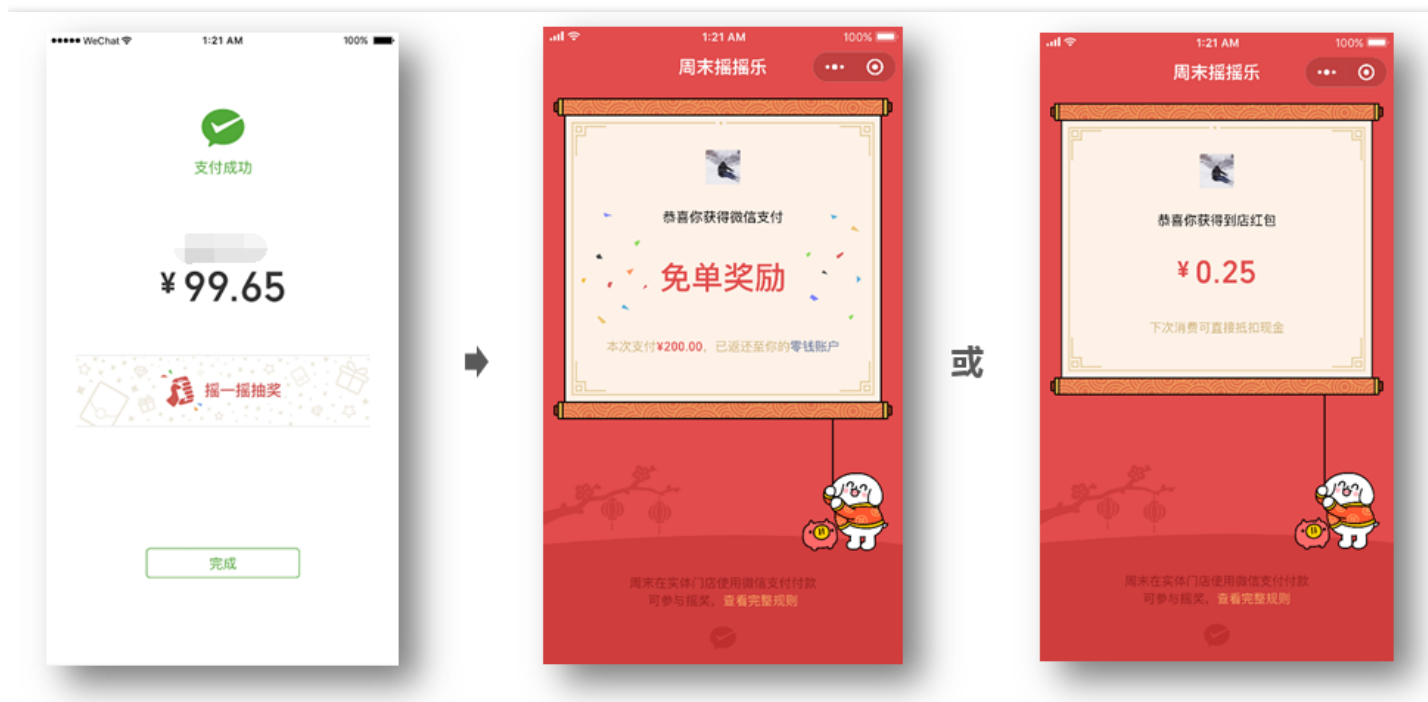 WeChat
1:21 AM
100%
支付成功
¥99.65
摇一摇抽奖
完成
1:21 AM
100%
周末摇摇乐
恭喜你获得微信支付
免单奖励
本次支付¥200.00，已返还至你的零钱账户
周末在实体门店使用微信支付付款
可参与摇奖，查看完整规则
或
1:21 AM
100%
周末摇摇乐
恭喜你获得到店红包
¥0.25
下次消费可直接抵扣现金
周末在实体门店使用微信支付付款
可参与摇奖，查看完整规则